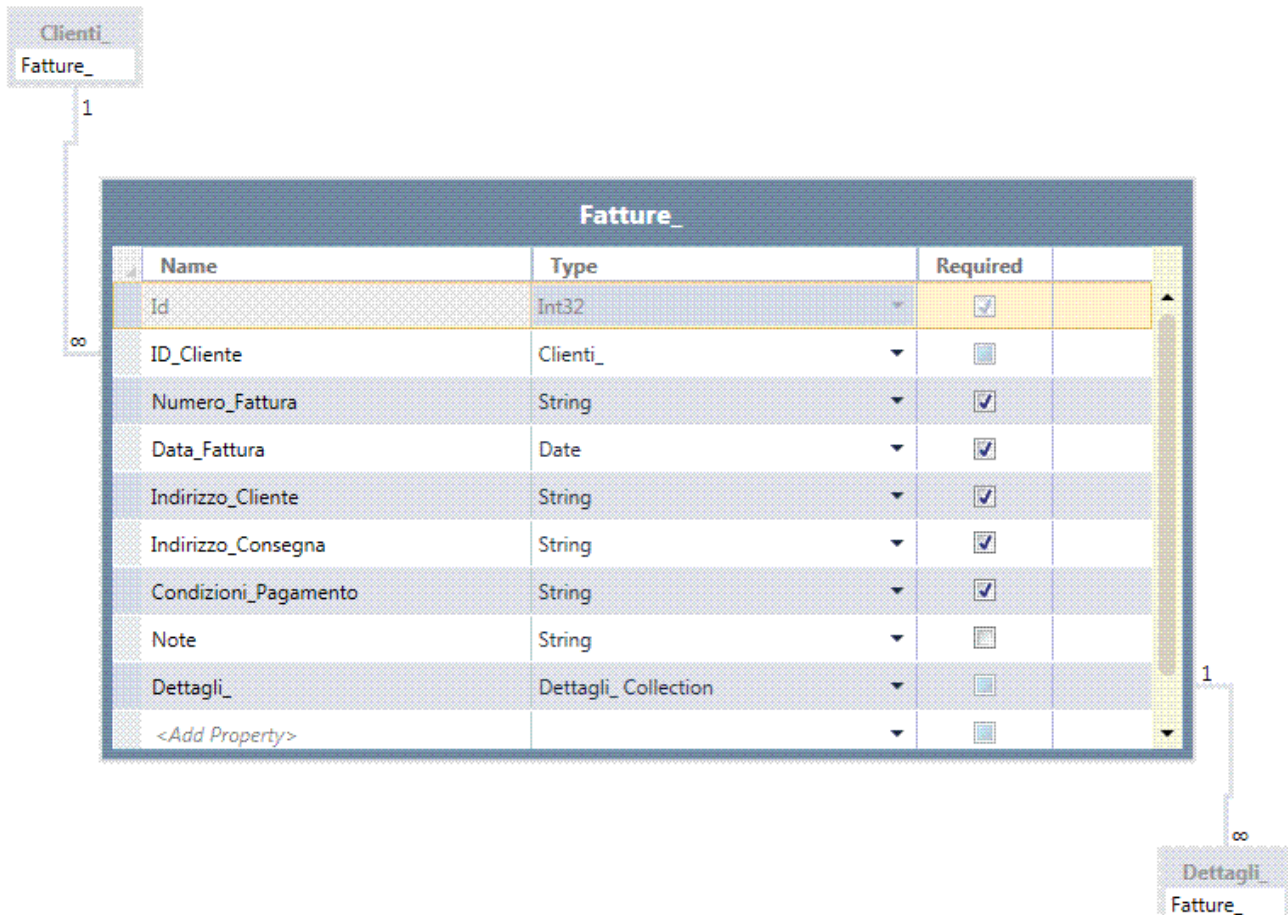 Clienti_
Fatture_
1
Fatture_
Name Type Required
Id Int32
∞
ID_Cliente Clienti_
Numero_Fattura String
Data_Fattura Date
Indirizzo_Cliente String
Indirizzo_Consegna String
Condizioni_Pagamento String
Note String
Dettagli_ Dettagli_ Collection
1
<Add Property>
∞
Dettagli_
Fatture_